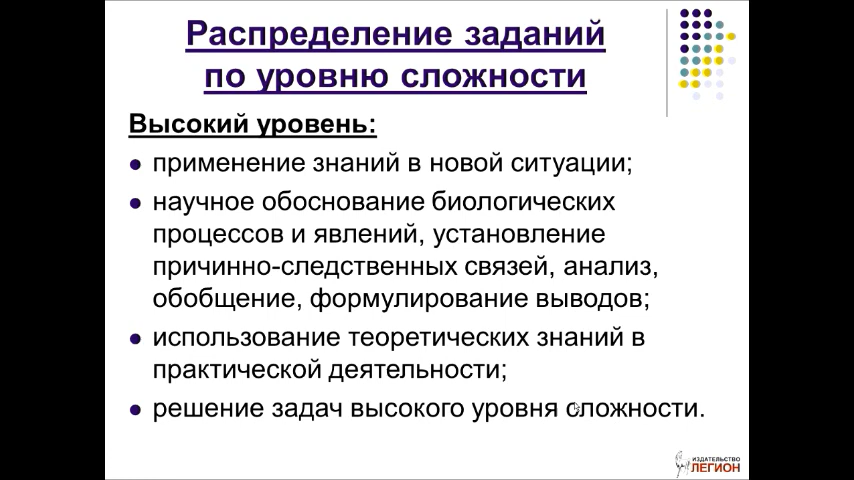 Распределение заданий
по уровню сложности
Высокий уровень:
применение знаний в новой ситуации;
научное обоснование биологических
процессов и явлений, установление
причинно-следственных связей, анализ,
обобщение, формулирование выводов;
использование теоретических знаний в
практической деятельности;
решение задач высокого уровня сложности.
ИЗДАТЕЛЬСТВО
ЛЕГИОН